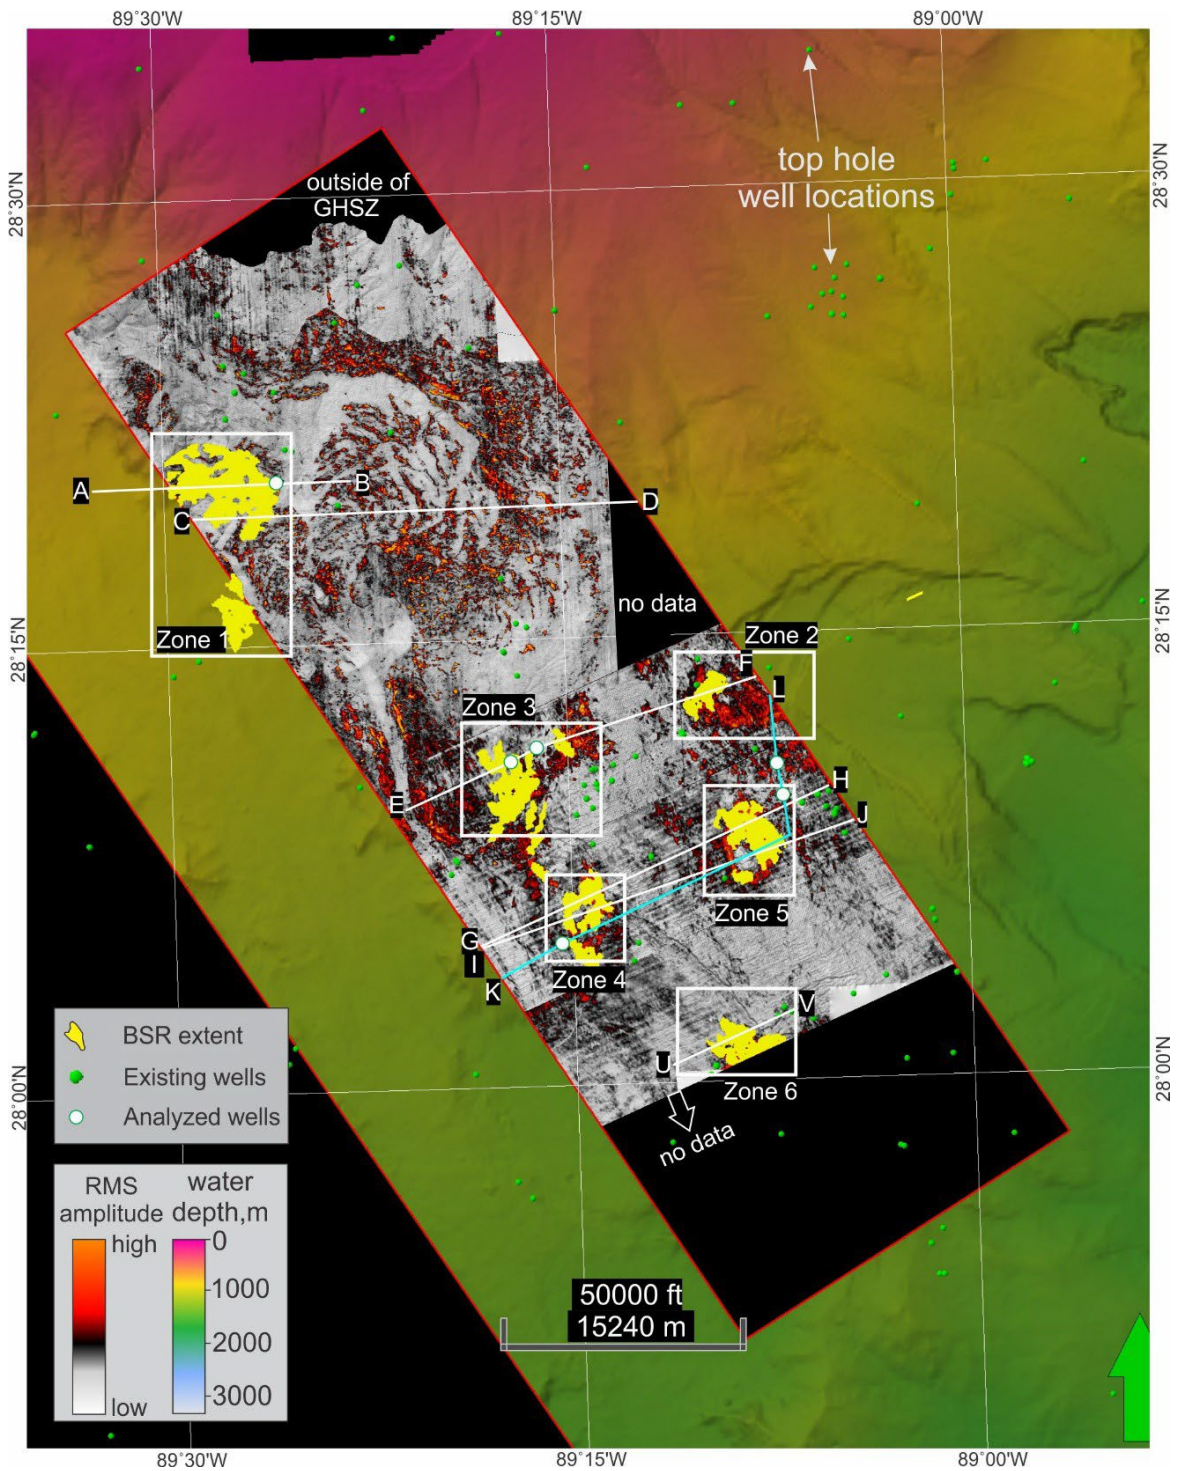 89°30'W
89°15'W
89°00'W
28°30'N
28°30'N
outside of
GHSZ
top hole
well locations
A
B
C
D
no data
28°15'N
28°15'N
Zone 1
Zone 2
F
L
Zone 3
E
H
J
Zone 5
G
I
K
Zone 4
V
U
Zone 6
no data
28°00'N
28°00'N
BSR extent
Existing wells
Analyzed wells
RMS
amplitude
high
low
water
depth,m
0
1000
2000
3000
50000 ft
15240 m
89°30'W
89°15'W
89°00'W